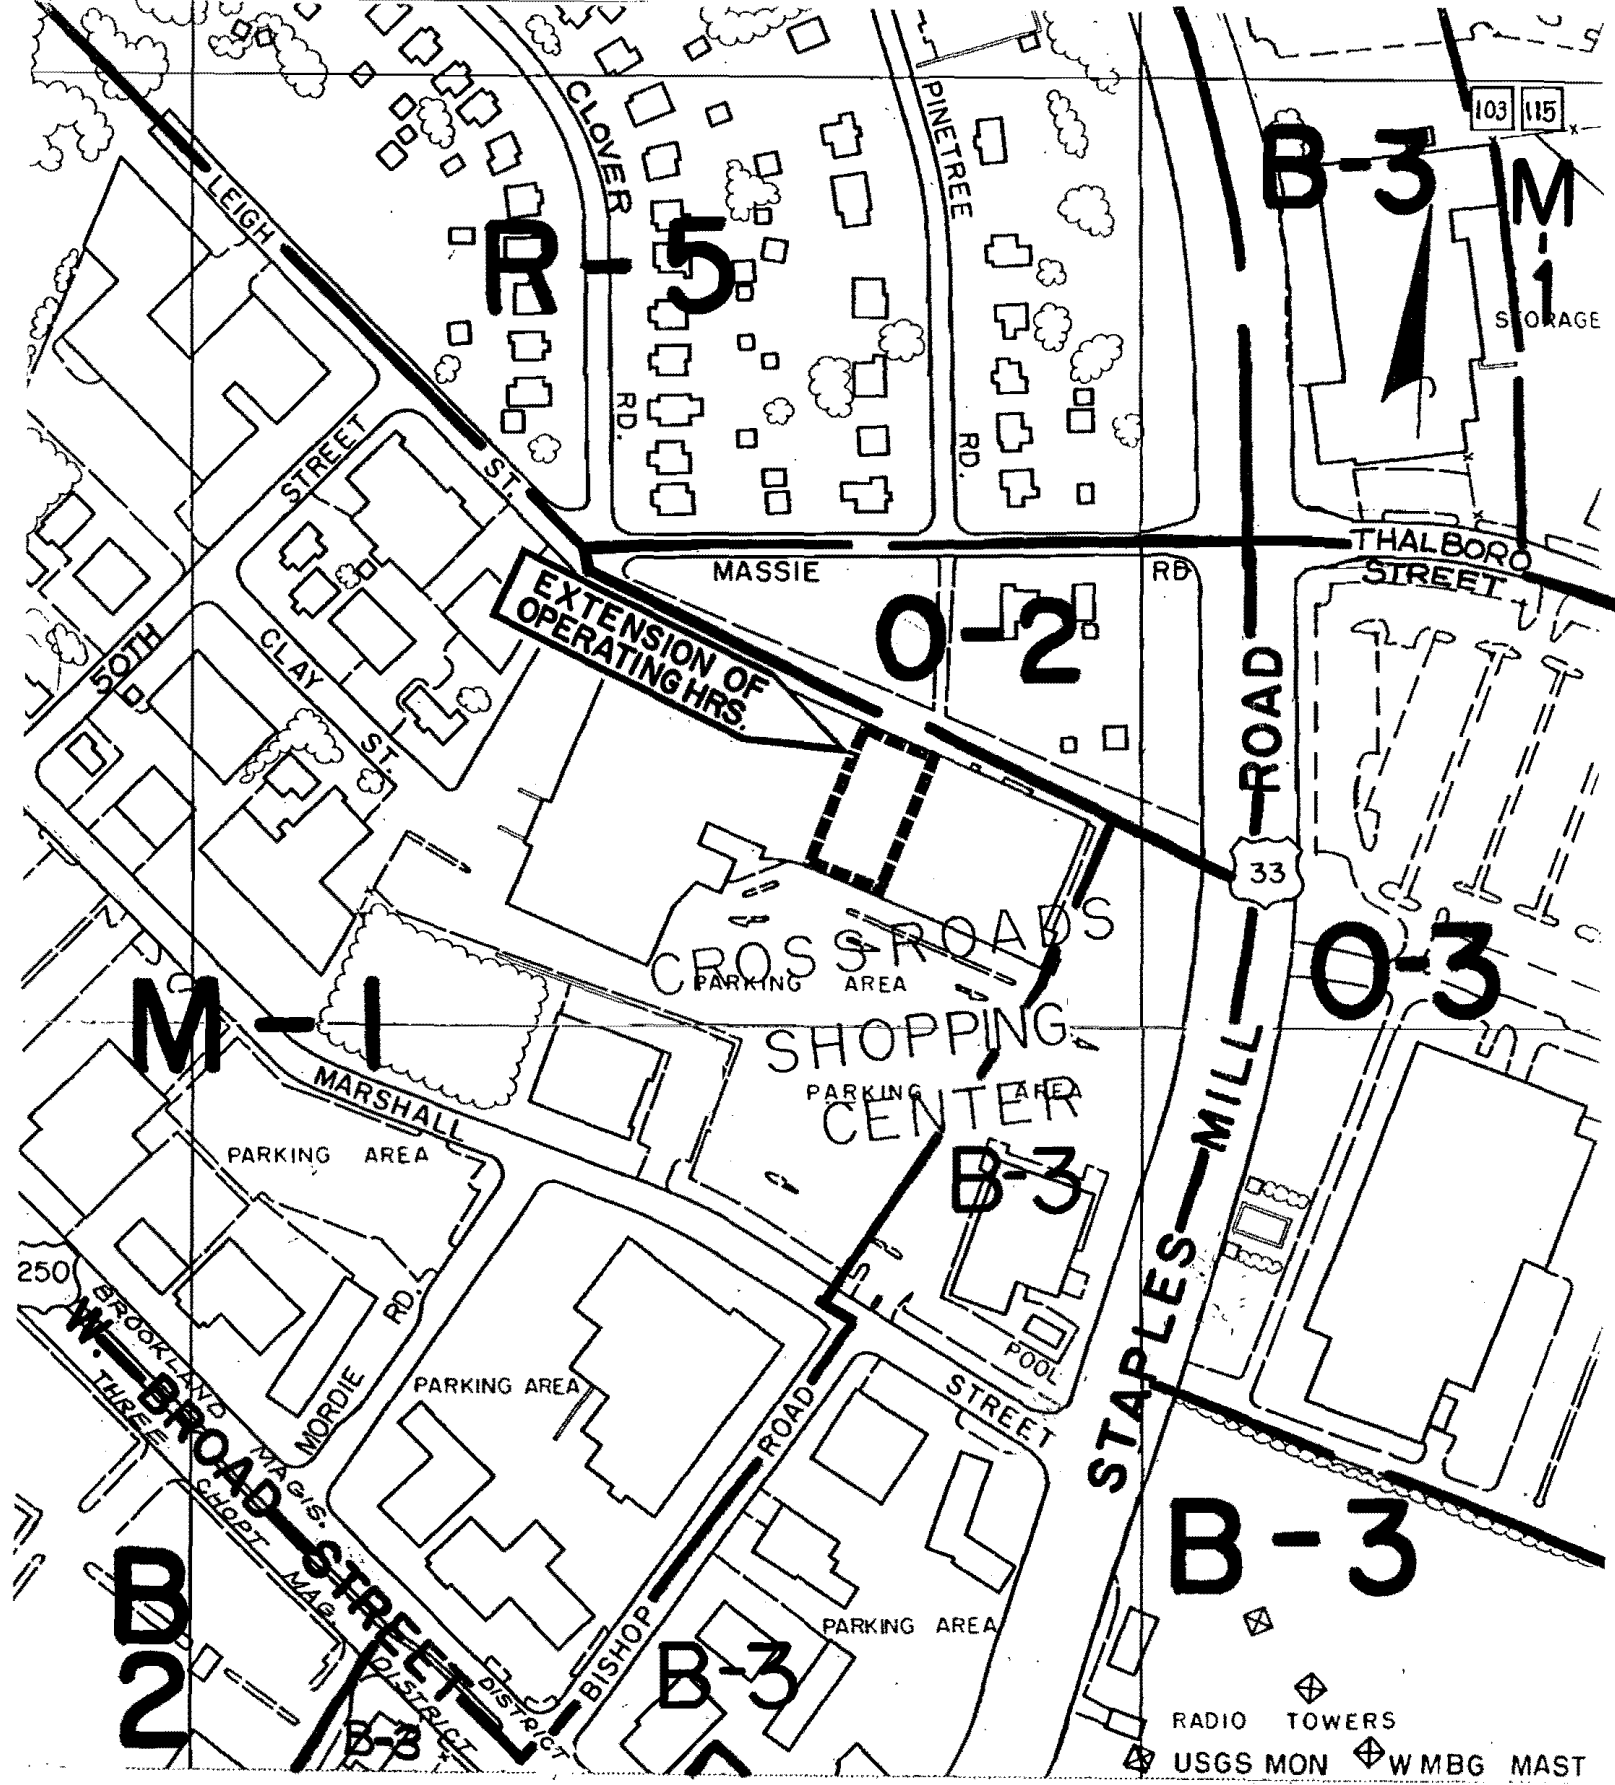 CLOVER
RD.
PINETREE
RD.
103
115
B-3
M-1
STORAGE
LEIGH
ST.
R-5
STREET
50TH
CLAY
ST.
MASSIE
RD
THALBORO
STREET
EXTENSION OF
OPERATING HRS.
O-2
ROAD
33
O-3
CROSSROADS
PARKING AREA
SHOPPING
PARKING AREA
CENTER
M-1
MARSHALL
PARKING AREA
MILL
B-3
STAPLES
POOL
STREET
250
W. BROAD STREET
BROOKLAND
MAGIS.
DISTRICT
THREE
CHOPT
MAG.
DISTRICT
MORDIE
RD.
PARKING AREA
ROAD
BISHOP
B-3
B
2
B-3
B-3
PARKING AREA
RADIO TOWERS
USGS MON
WMBG MAST